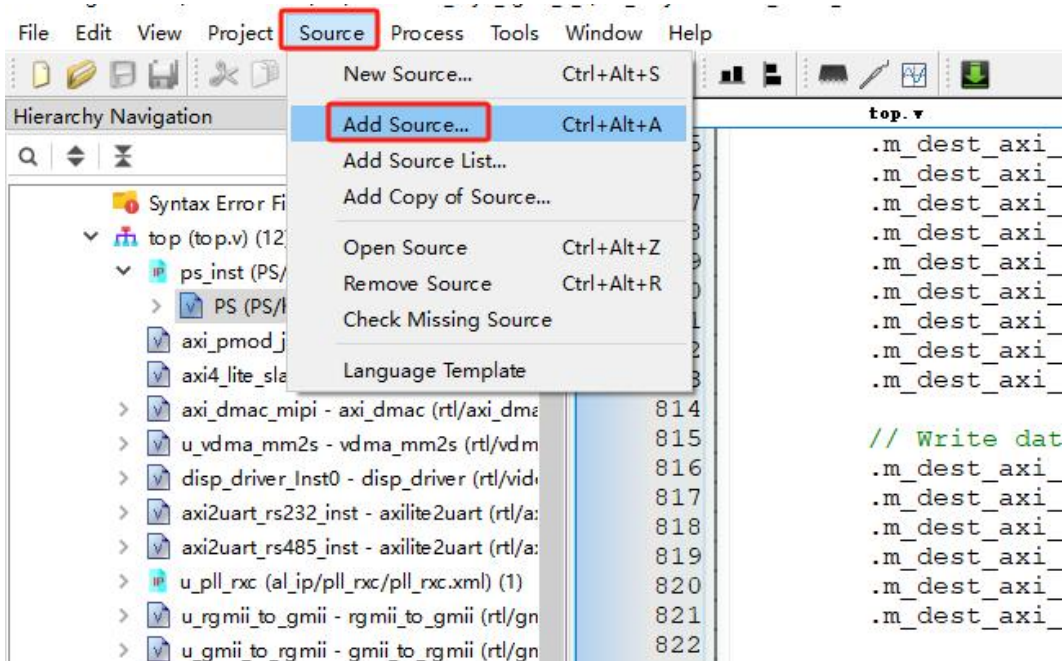 File Edit View Project Source Process Tools Window Help
New Source... Ctrl+Alt+S
Hierarchy Navigation
Add Source... Ctrl+Alt+A
Add Source List...
Add Copy of Source...
Open Source Ctrl+Alt+Z
Remove Source Ctrl+Alt+R
Check Missing Source
Language Template
Syntax Error Fi
top (top.v) (12
ps_inst (PS/
PS (PS/
axi_pmod_j
axi4_lite_sla
axi_dmac_mipi - axi_dmac (rtl/axi_dma
u_vdma_mm2s - vdma_mm2s (rtl/vdm
disp_driver_Inst0 - disp_driver (rtl/vid
axi2uart_rs232_inst - axilite2uart (rtl/a
axi2uart_rs485_inst - axilite2uart (rtl/a
u_pll_rxc (al_ip/pll_rxc/pll_rxc.xml) (1)
u_rgmii_to_gmii - rgmii_to_gmii (rtl/gn
u_gmii_to_rgmii - gmii_to_rgmii (rtl/gn
top.v
.m_dest_axi_
.m_dest_axi_
.m_dest_axi_
.m_dest_axi_
.m_dest_axi_
.m_dest_axi_
.m_dest_axi_
.m_dest_axi_
.m_dest_axi_
814
815 // Write dat
816 .m_dest_axi_
817 .m_dest_axi_
818 .m_dest_axi_
819 .m_dest_axi_
820 .m_dest_axi_
821 .m_dest_axi_
822